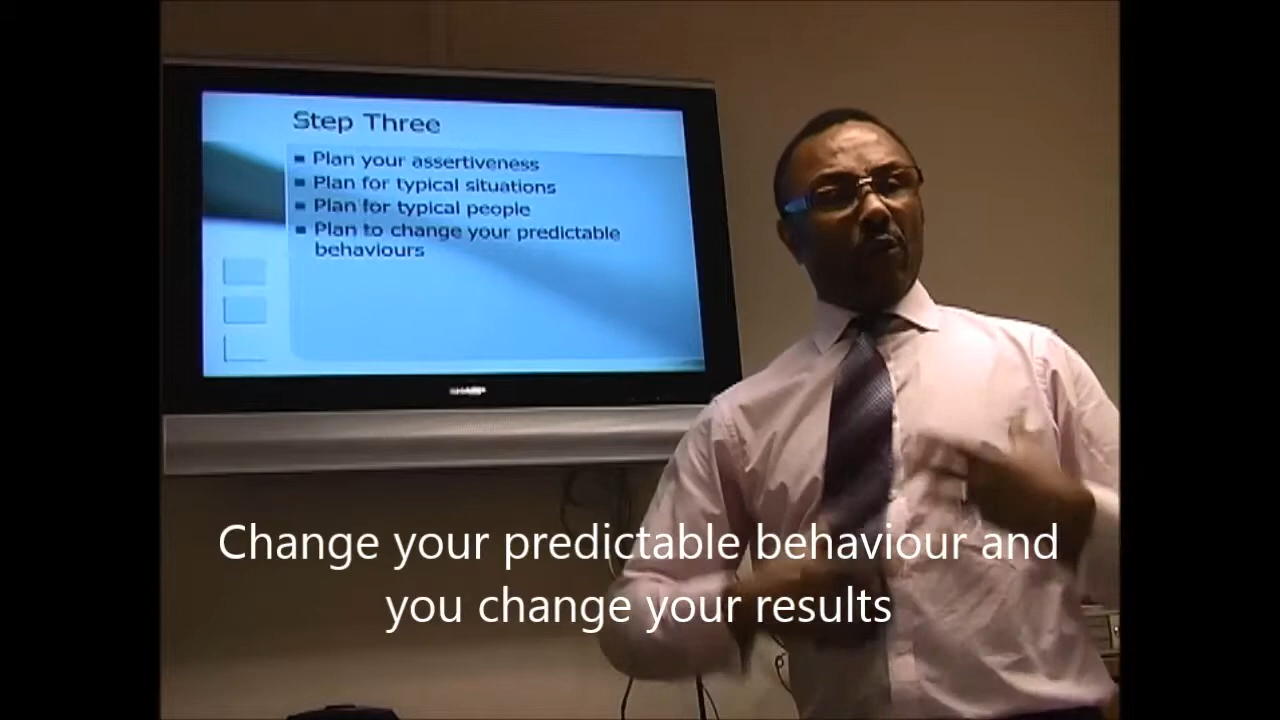 Step Three
Plan your assertiveness
Plan for typical situations
Plan for typical people
Plan to change your predictable
behaviours
SHARP
Change your predictable behaviour and
you change your results